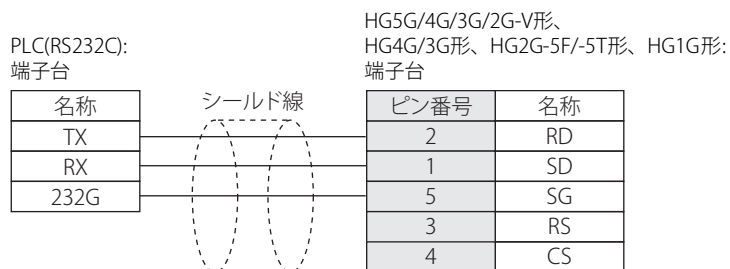 HG5G/4G/3G/2G-V形、
PLC(RS232C):
HG4G/3G形、HG2G-5F/-5T形、HG1G形:
端子台
端子台
名称
シールド線
ピン番号
名称
TX
2
RD
RX
1
SD
232G
5
SG
3
RS
4
CS